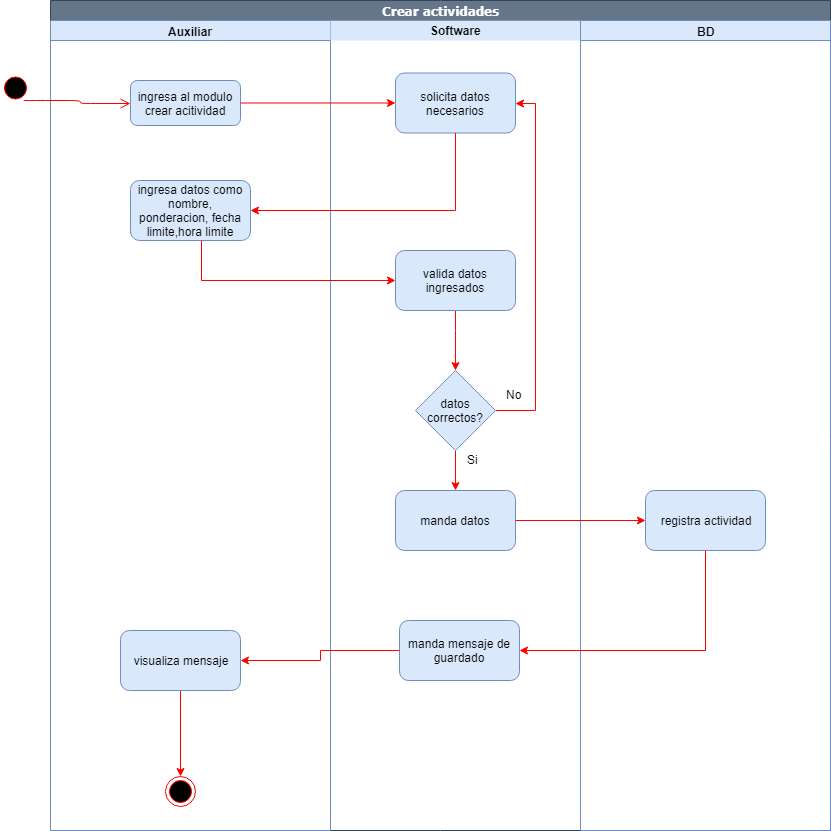 Crear actividades
Auxiliar
Software
BD
ingresa al modulo
crear acitividad
solicita datos
necesarios
ingresa datos como
nombre,
ponderacion, fecha
limite,hora limite
valida datos
ingresados
datos
correctos?
No
Si
manda datos
registra actividad
manda mensaje de
guardado
visualiza mensaje